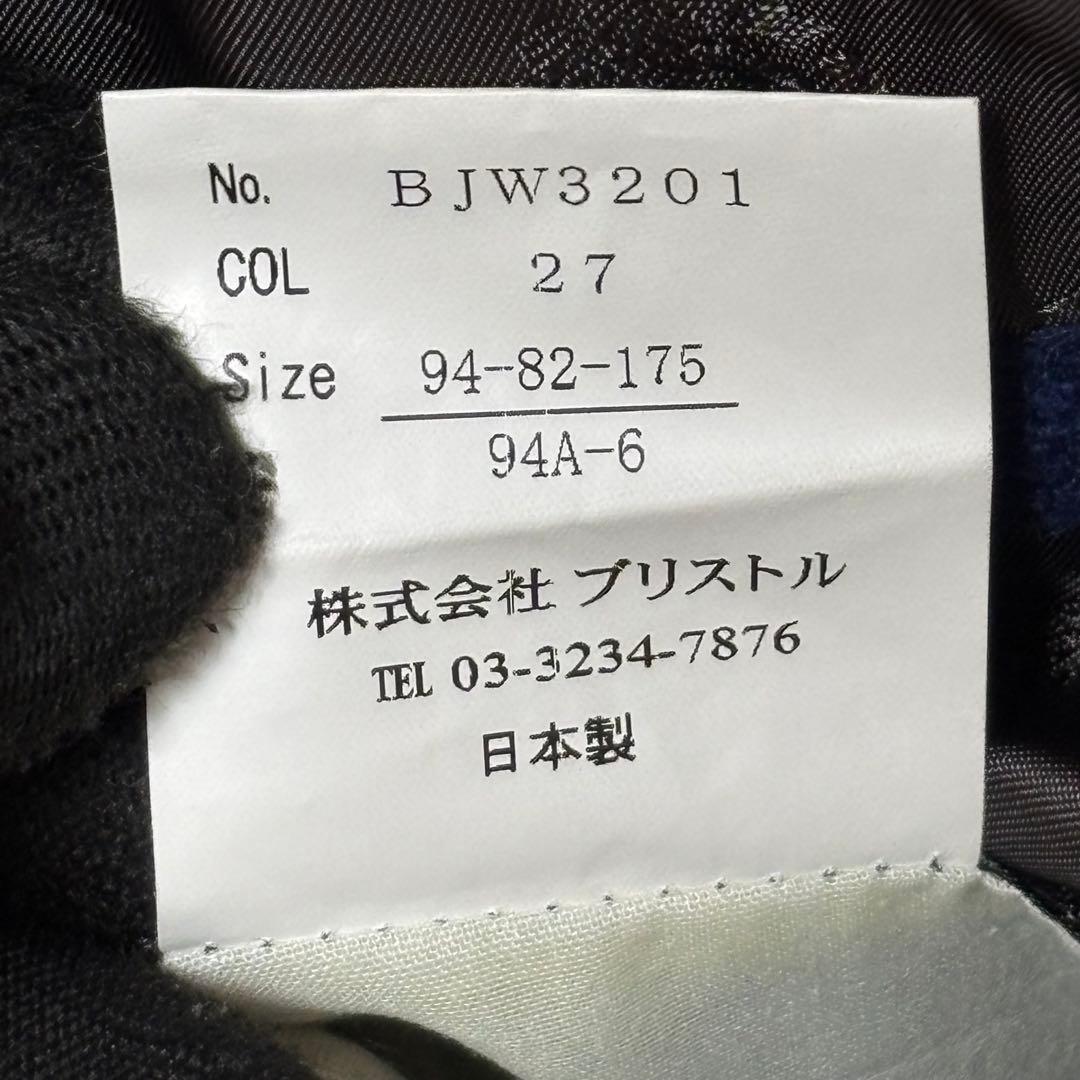 No. BJW3201
COL 27
Size 94-82-175
94A-6
株式会社 ブリストル
TEL 03-3234-7876
日本製